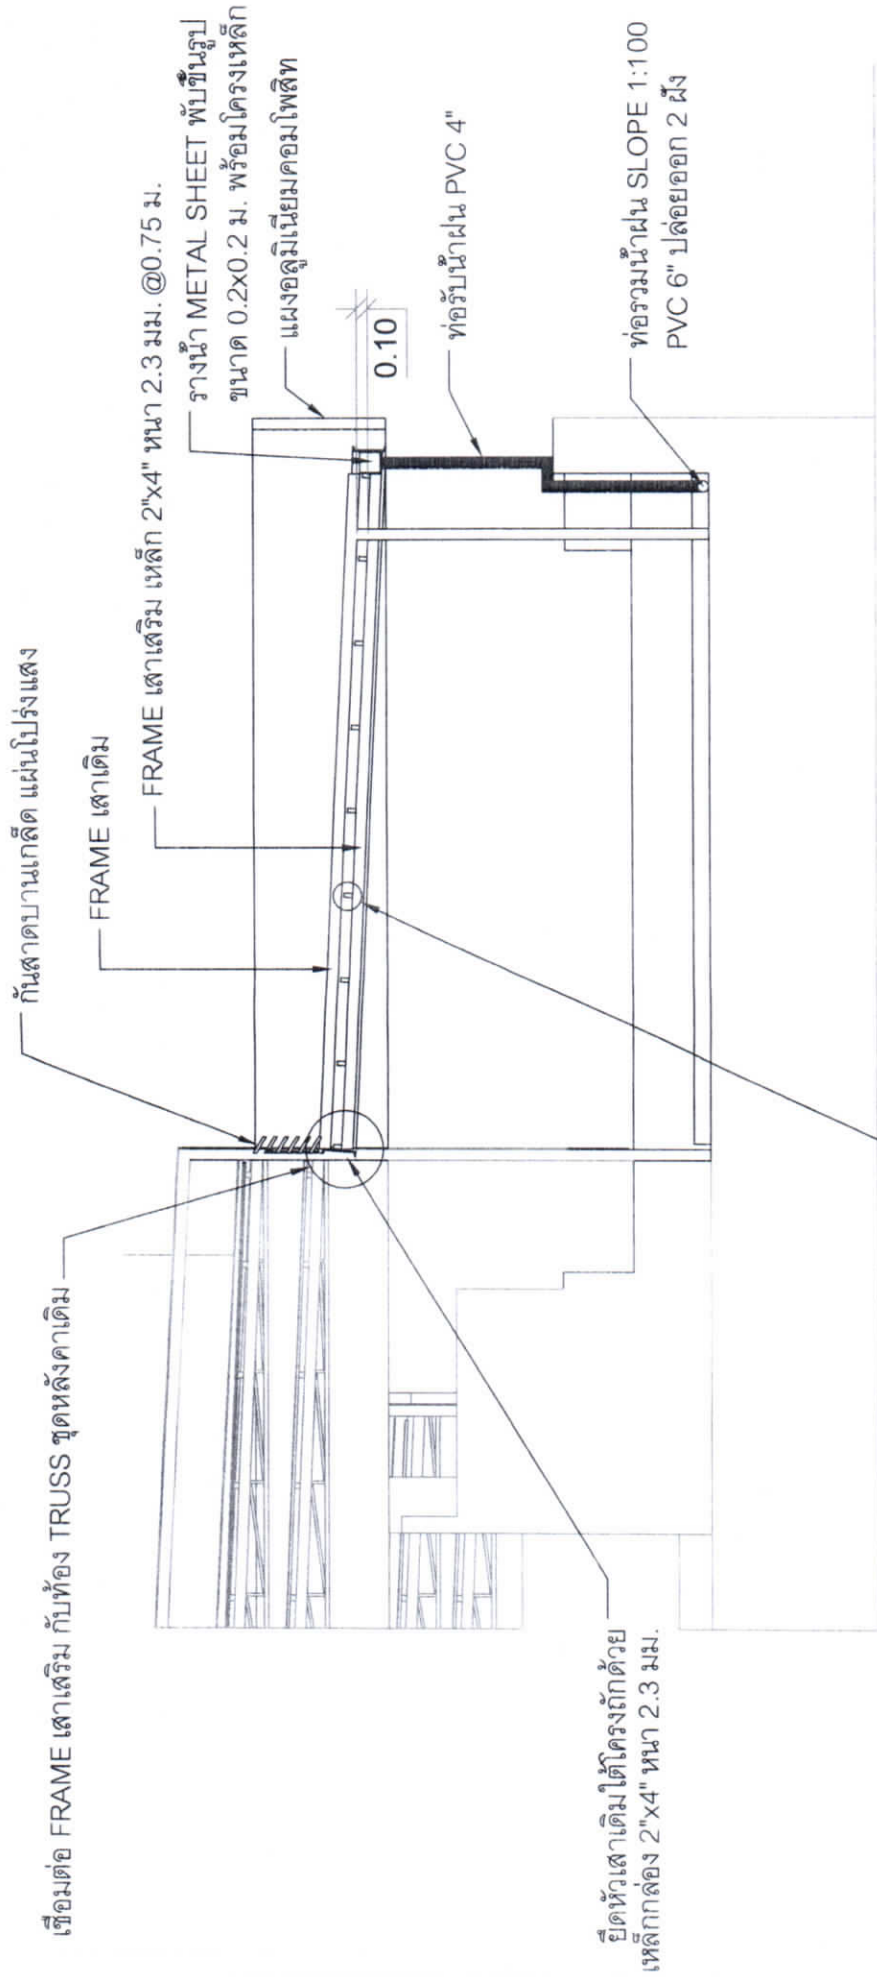 เชื่อมต่อ FRAME เสาเสริม กับท้อง TRUSS ชุดหลังคาเดิม
กันสาดบานเกล็ด แผ่นโปร่งแสง
FRAME เสาเดิม
FRAME เสาเสริม เหล็ก 2"x4" หนา 2.3 มม. @0.75 ม.
รางน้ำ METAL SHEET พับขึ้นรูป
ขนาด 0.2x0.2 ม. พร้อมโครงเหล็ก
แผงอลูมิเนียมคอมโพสิท
0.10
ท่อรับน้ำฝน PVC 4"
ท่อรวมน้ำฝน SLOPE 1:100
PVC 6" ปล่อยออก 2 ฝั่ง
ยึดหัวเสาเดิมใต้โครงถักด้วย
เหล็กกล่อง 2"x4" หนา 2.3 มม.